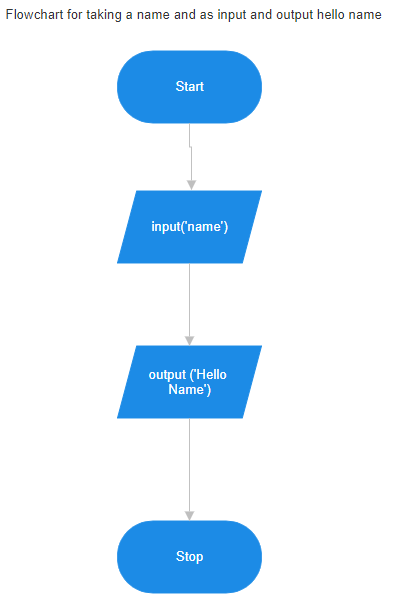 Flowchart for taking a name and as input and output hello name
Start
input('name')
output ('Hello
Name')
Stop